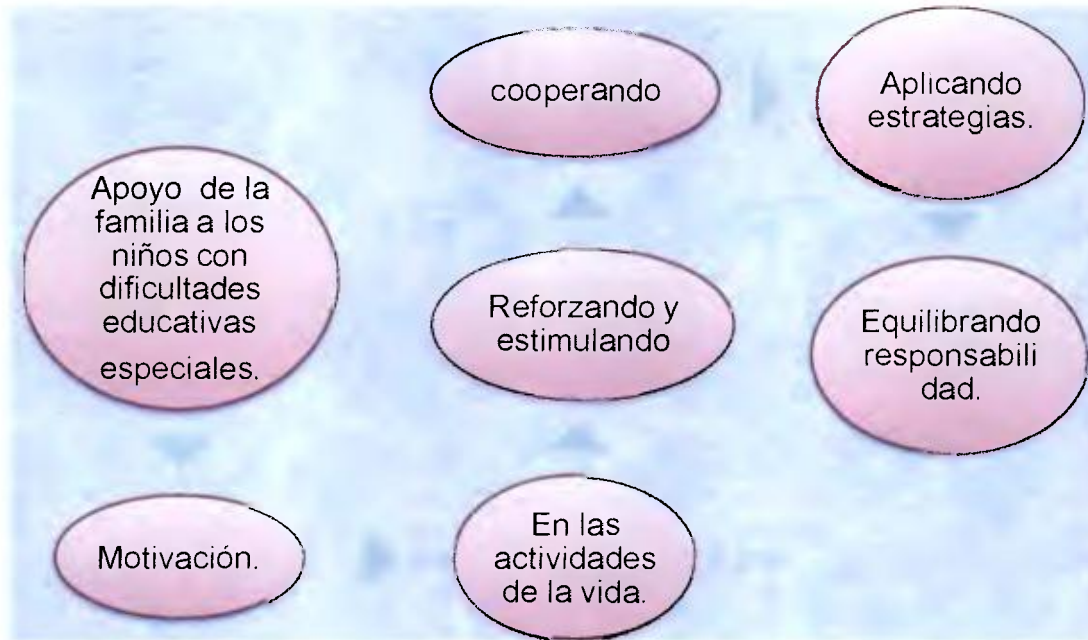 Apoyo de la
familia a los
niños con
dificultades
educativas
especiales.
Motivación.
En las
actividades
de la vida.
Reforzando y
estimulando
cooperando
Aplicando
estrategias.
Equilibrando
responsabili
dad.